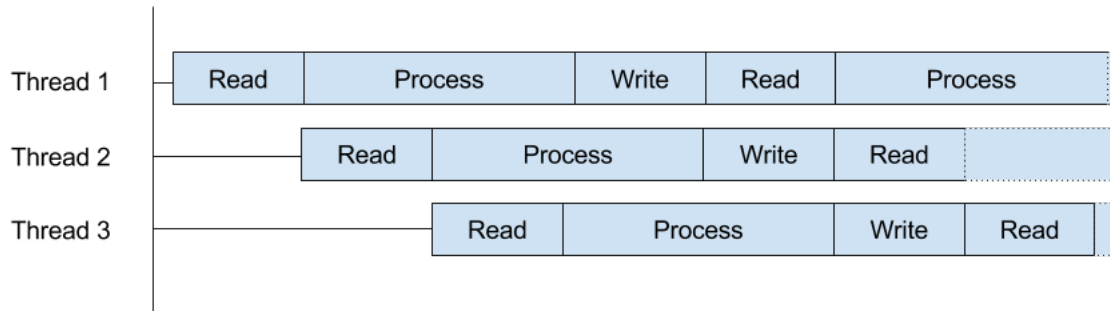 Thread 1 Read Process Write Read Process
Thread 2 Read Process Write Read
Thread 3 Read Process Write Read